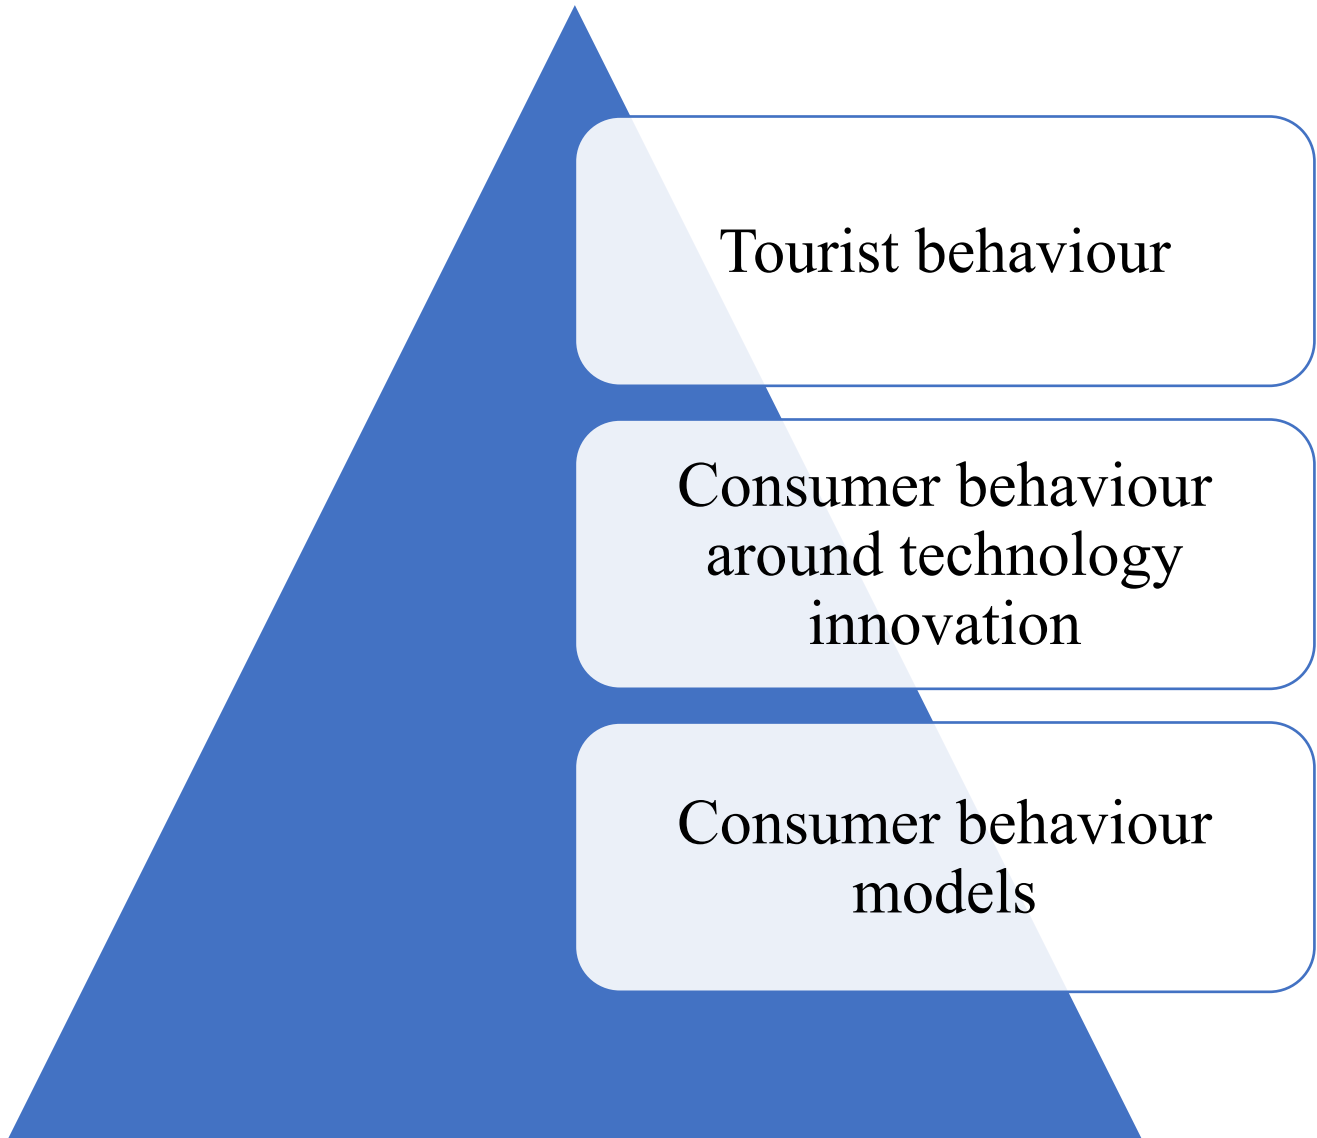 Tourist behaviour
Consumer behaviour
around technology
innovation
Consumer behaviour
models